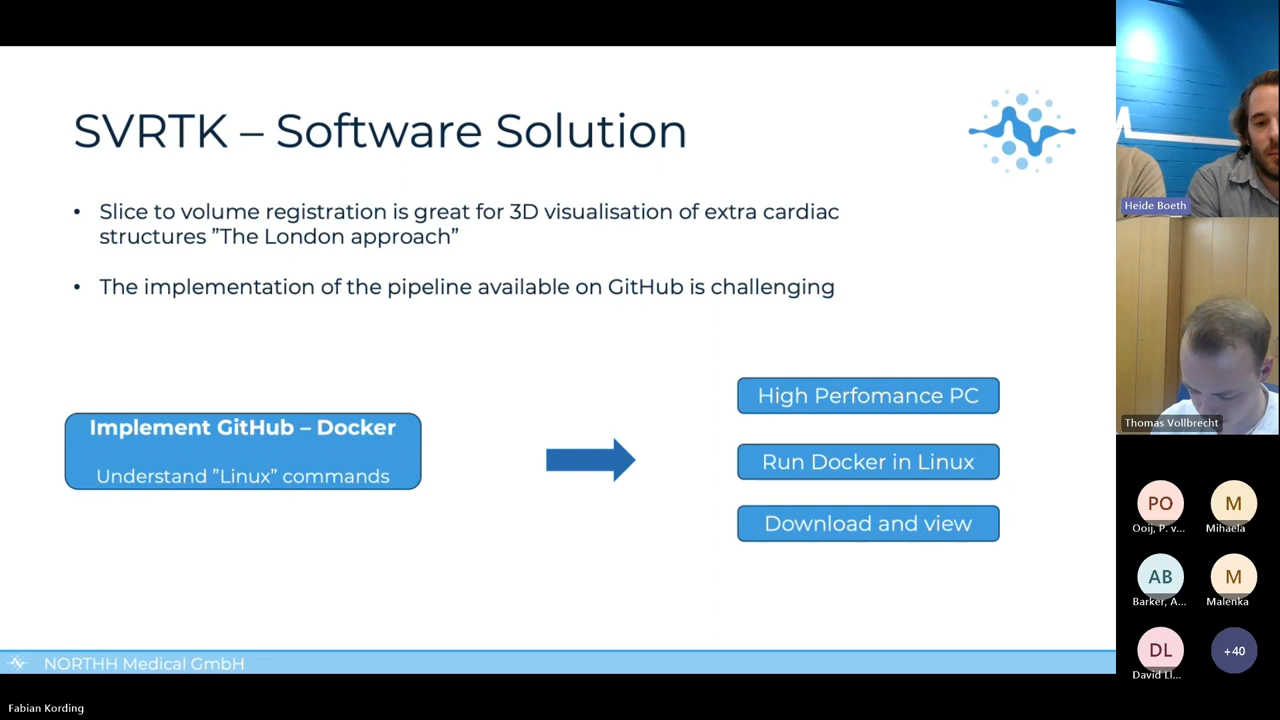 SVRTK – Software Solution
• Slice to volume registration is great for 3D visualisation of extra cardiac
structures ”The London approach”
• The implementation of the pipeline available on GitHub is challenging
Implement GitHub – Docker
Understand ”Linux” commands
High Perfomance PC
Run Docker in Linux
Download and view
NORTHH Medical GmbH
Fabian Kording
Heide Boeth
Thomas Vollbrecht
PO
Ooij, P. v...
M
Mihaela
AB
Barker, A...
M
Malenka
DL
David Ll...
+40